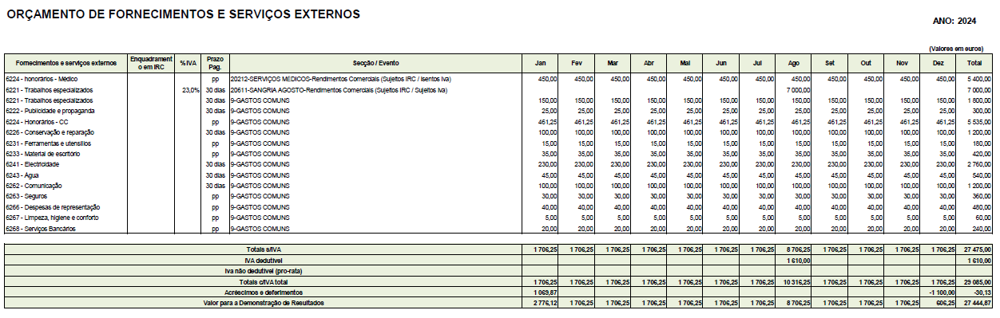 ORÇAMENTO DE FORNECIMENTOS E SERVIÇOS EXTERNOS
ANO: 2024
(Valores em euros)
Fornecimentos e serviços externos Enquadrament o em IRC % IVA Prazo Pag. Secção / Evento Jan Fev Mar Abr Mai Jun Jul Ago Set Out Nov Dez Total
6224 - honorários - Médico pp 20212-SERVIÇOS MÉDICOS-Rendimentos Comerciais (Sujeitos IRC / Isentos Iva) 450,00 450,00 450,00 450,00 450,00 450,00 450,00 450,00 450,00 450,00 450,00 450,00 5 400,00
6221 - Trabalhos especializados 23,0% 30 dias 20611-SANGRIA AGOSTO-Rendimentos Comerciais (Sujeitos IRC / Sujeitos Iva) 7 000,00 7 000,00
6221 - Trabalhos especializados 30 dias 9-GASTOS COMUNS 150,00 150,00 150,00 150,00 150,00 150,00 150,00 150,00 150,00 150,00 150,00 150,00 1 800,00
6222 - Publicidade e propaganda 30 dias 9-GASTOS COMUNS 25,00 25,00 25,00 25,00 25,00 25,00 25,00 25,00 25,00 25,00 25,00 25,00 300,00
6224 - Honorários - CC pp 9-GASTOS COMUNS 461,25 461,25 461,25 461,25 461,25 461,25 461,25 461,25 461,25 461,25 461,25 461,25 5 535,00
6226 - Conservação e reparação 30 dias 9-GASTOS COMUNS 100,00 100,00 100,00 100,00 100,00 100,00 100,00 100,00 100,00 100,00 100,00 100,00 1 200,00
6231 - Ferramentas e utensílios pp 9-GASTOS COMUNS 15,00 15,00 15,00 15,00 15,00 15,00 15,00 15,00 15,00 15,00 15,00 15,00 180,00
6233 - Material de escritório pp 9-GASTOS COMUNS 35,00 35,00 35,00 35,00 35,00 35,00 35,00 35,00 35,00 35,00 35,00 35,00 420,00
6241 - Electricidade 30 dias 9-GASTOS COMUNS 230,00 230,00 230,00 230,00 230,00 230,00 230,00 230,00 230,00 230,00 230,00 230,00 2 760,00
6243 - Água 30 dias 9-GASTOS COMUNS 45,00 45,00 45,00 45,00 45,00 45,00 45,00 45,00 45,00 45,00 45,00 45,00 540,00
6262 - Comunicação 30 dias 9-GASTOS COMUNS 100,00 100,00 100,00 100,00 100,00 100,00 100,00 100,00 100,00 100,00 100,00 100,00 1 200,00
6263 - Seguros pp 9-GASTOS COMUNS 30,00 30,00 30,00 30,00 30,00 30,00 30,00 30,00 30,00 30,00 30,00 30,00 360,00
6266 - Despesas de representação pp 9-GASTOS COMUNS 40,00 40,00 40,00 40,00 40,00 40,00 40,00 40,00 40,00 40,00 40,00 40,00 480,00
6267 - Limpeza, higiene e conforto pp 9-GASTOS COMUNS 5,00 5,00 5,00 5,00 5,00 5,00 5,00 5,00 5,00 5,00 5,00 5,00 60,00
6268 - Serviços Bancários pp 9-GASTOS COMUNS 20,00 20,00 20,00 20,00 20,00 20,00 20,00 20,00 20,00 20,00 20,00 20,00 240,00
Totais s/IVA 1 706,25 1 706,25 1 706,25 1 706,25 1 706,25 1 706,25 1 706,25 8 706,25 1 706,25 1 706,25 1 706,25 1 706,25 27 475,00
IVA dedutível 1 610,00 1 610,00
Iva não dedutível (pro-rata)
Totais c/IVA total 1 706,25 1 706,25 1 706,25 1 706,25 1 706,25 1 706,25 1 706,25 10 316,25 1 706,25 1 706,25 1 706,25 1 706,25 29 085,00
Acréscimos e deferimentos 1 069,87 -1 100,00 -30,13
Valor para a Demonstração de Resultados 2 776,12 1 706,25 1 706,25 1 706,25 1 706,25 1 706,25 1 706,25 8 706,25 1 706,25 1 706,25 1 706,25 606,25 27 444,87